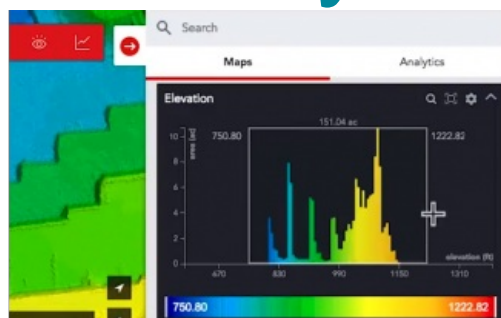 Search
Maps
Analytics
Elevation
151.04 ac
750.80
1222.82
area (ac)
10
8
6
4
2
0
670
830
990
1150
1310
elevation (ft)
750.80
1222.82